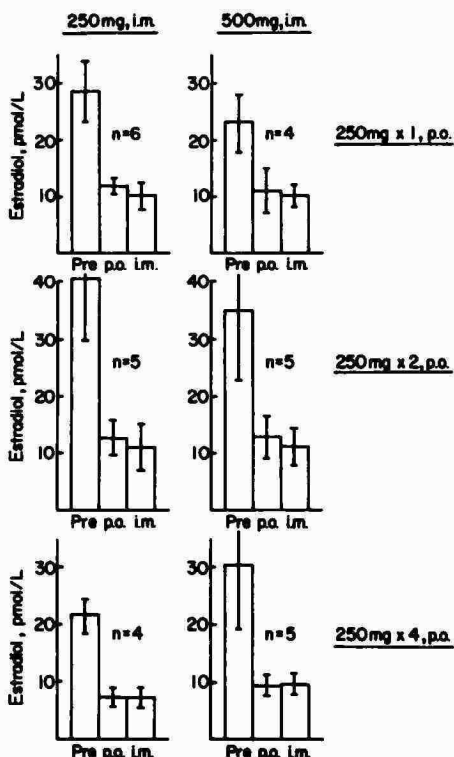 250mg, i.m. 500mg, i.m.
Estradiol, pmol/L
30
20
10
n=6
Pre p.o. i.m.
30
20
10
n=4
Pre p.o. i.m.
250mg x 1, p.o.
Estradiol, pmol/L
40
30
20
10
n=5
Pre p.o. i.m.
40
30
20
10
n=5
Pre p.o. i.m.
250mg x 2, p.o.
Estradiol, pmol/L
30
20
10
n=4
Pre p.o. i.m.
30
20
10
n=5
Pre p.o. i.m.
250mg x 4, p.o.